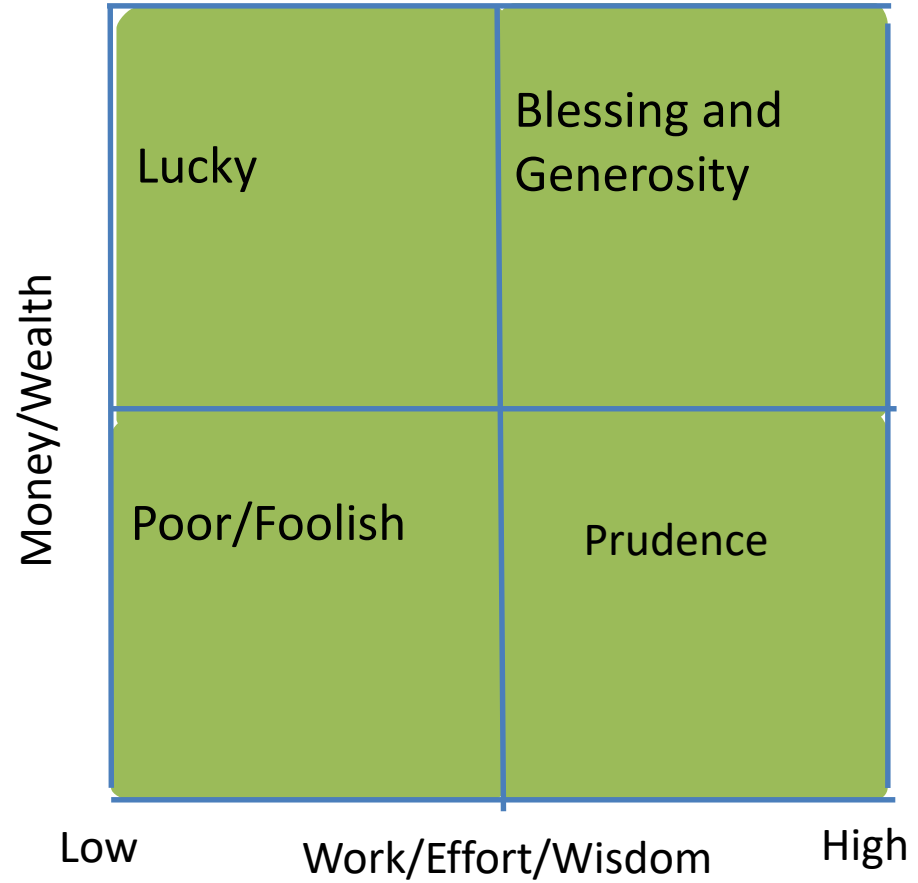 Blessing and
Generosity
Lucky
Money/Wealth
Poor/Foolish
Prudence
Low
Work/Effort/Wisdom
High